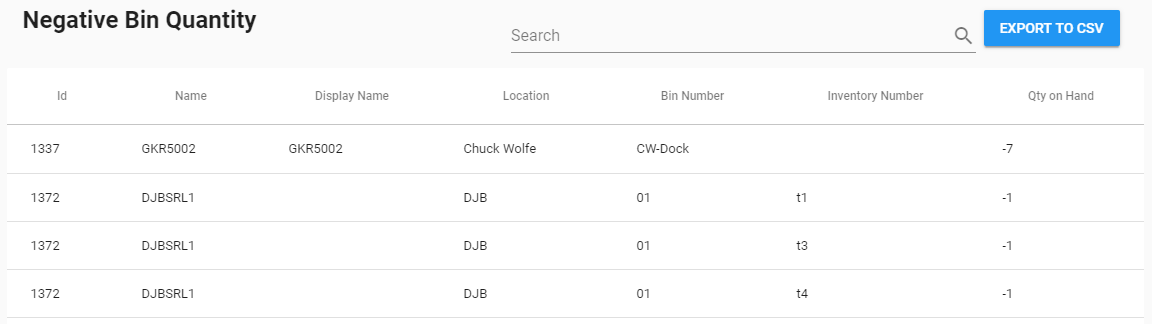 Negative Bin Quantity
Search
EXPORT TO CSV
Id Name Display Name Location Bin Number Inventory Number Qty on Hand
1337 GKR5002 GKR5002 Chuck Wolfe CW-Dock -7
1372 DJBSRL1 DJB 01 t1 -1
1372 DJBSRL1 DJB 01 t3 -1
1372 DJBSRL1 DJB 01 t4 -1